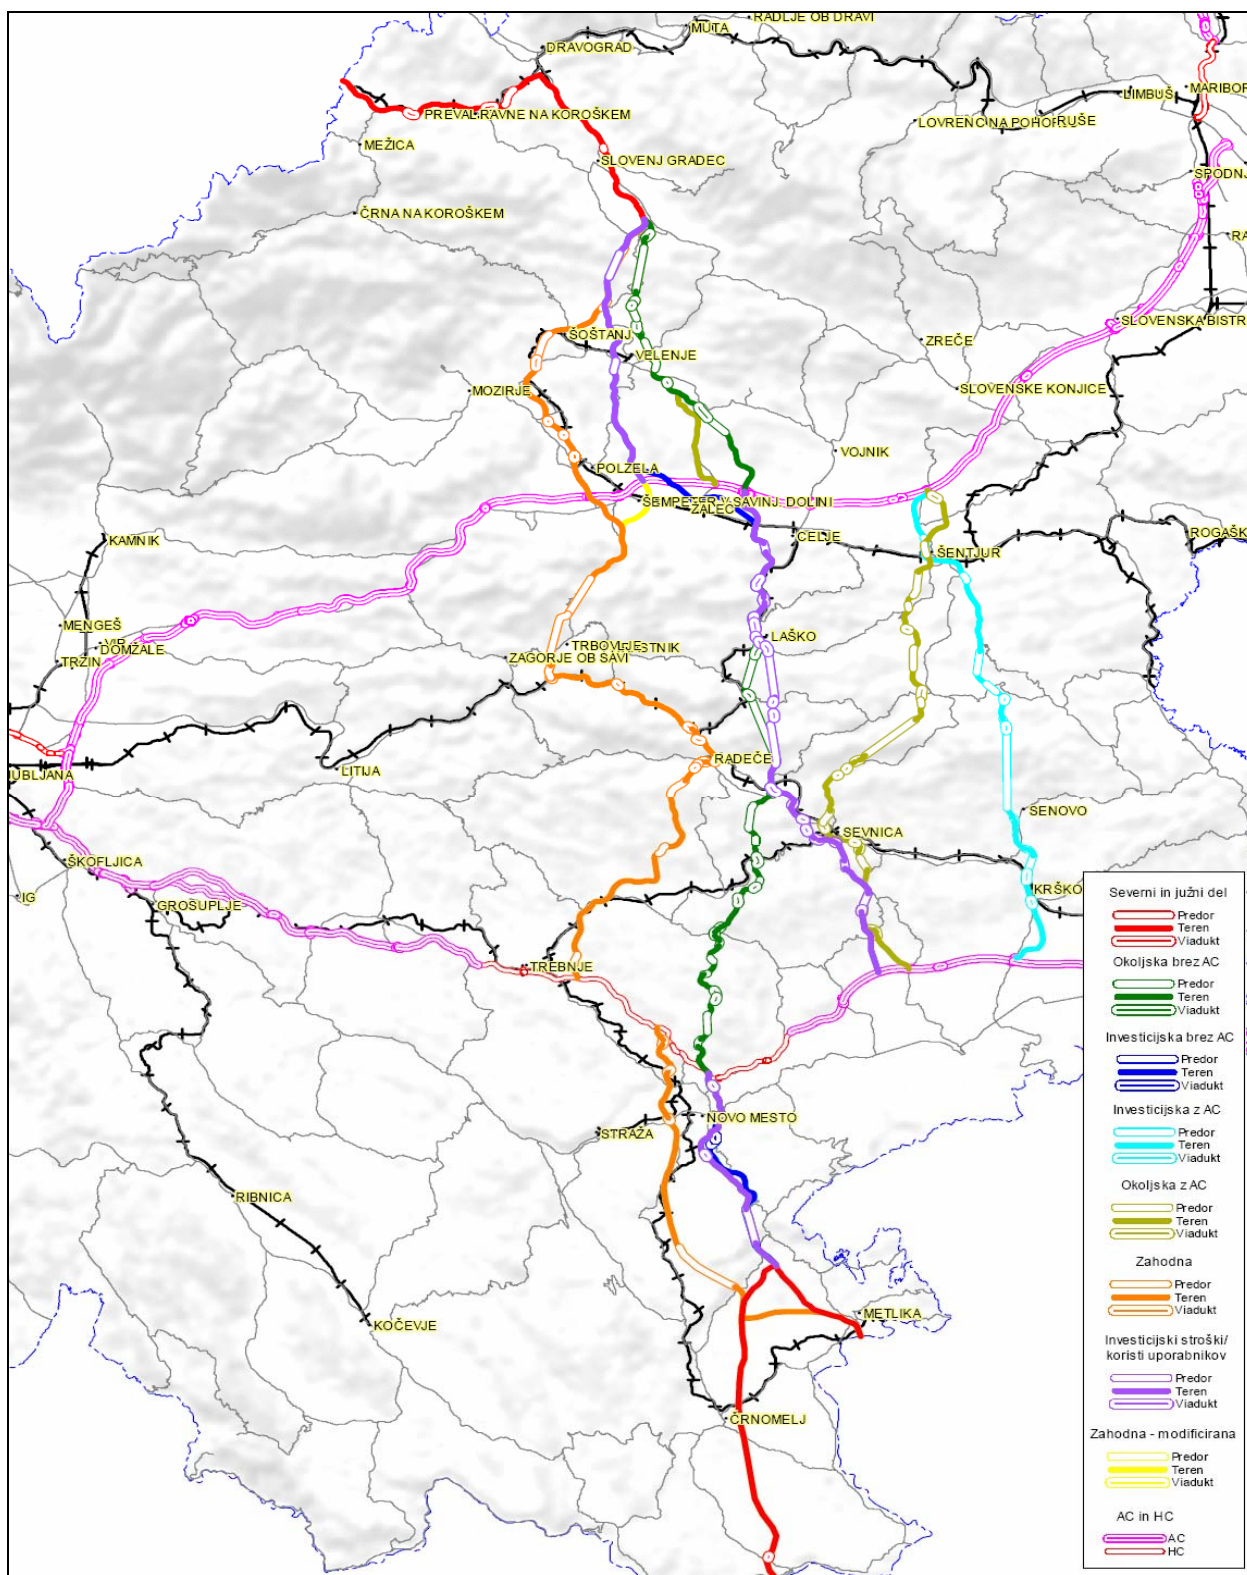 RADLJE OB DRAVI
MUTA
DRAVOGRAD
LIMBUŠ
MARIBOR
PREVAL
RAVNE NA KOROŠKEM
LOVRENC NA POHORJU
RUŠE
MEŽICA
SLOVENJ GRADEC
SPODNJ
ČRNA NA KOROŠKEM
RA
SLOVENSKA BISTR
ŠOŠTANJ
ZREČE
VELENJE
MOZIRJE
SLOVENSKE KONJICE
VOJNIK
POLZELA
ŠEMPETER V SAVINJ. DOLINI
ŽALEC
KAMNIK
CELJE
ROGAŠK
ŠENTJUR
MENGEŠ
VIR
DOMŽALE
TRZIN
TRBOVLJE
STNIK
LAŠKO
ZAGORJE OB SAVI
RADEČE
JUBLJANA
LITIJA
SENOVO
SEVNICA
ŠKOFLJICA
IG
GROSUPLJE
KRŠKO
TREBNJE
NOVO MESTO
STRAŽA
RIBNICA
METLIKA
KOČEVJE
ČRNOMELJ
Severni in južni del
Predor
Teren
Viadukt
Okoljska brez AC
Predor
Teren
Viadukt
Investicijska brez AC
Predor
Teren
Viadukt
Investicijska z AC
Predor
Teren
Viadukt
Okoljska z AC
Predor
Teren
Viadukt
Zahodna
Predor
Teren
Viadukt
Investicijski stroški/
koristi uporabnikov
Predor
Teren
Viadukt
Zahodna - modificirana
Predor
Teren
Viadukt
AC in HC
AC
HC